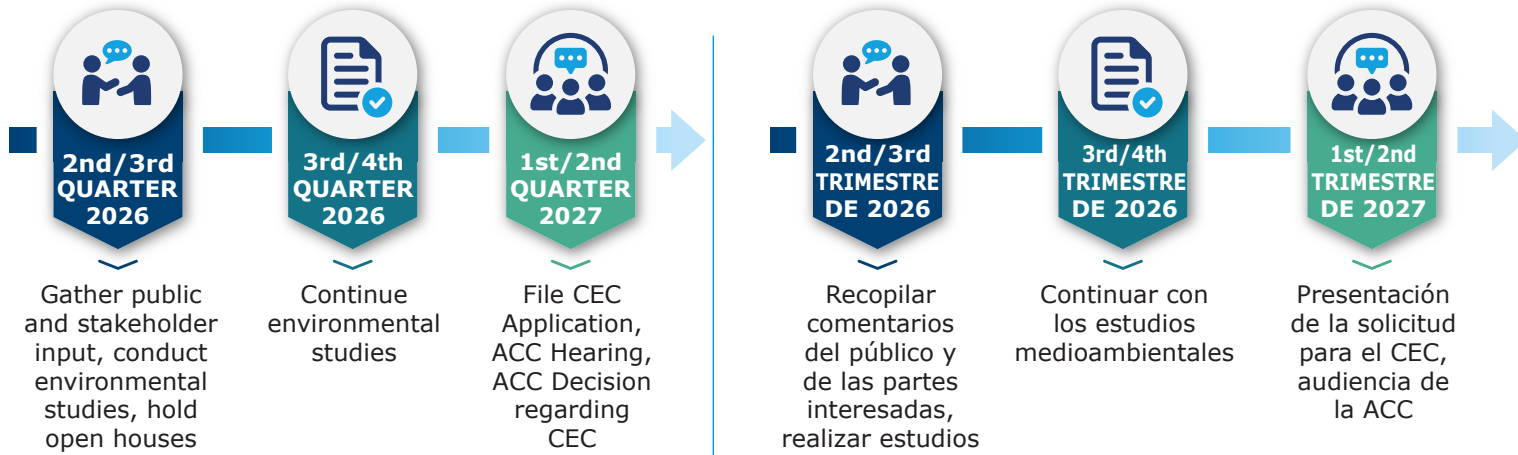 2nd/3rd
QUARTER
2026
Gather public
and stakeholder
input, conduct
environmental
studies, hold
open houses
3rd/4th
QUARTER
2026
Continue
environmental
studies
1st/2nd
QUARTER
2027
File CEC
Application,
ACC Hearing,
ACC Decision
regarding
CEC
2nd/3rd
TRIMESTRE
DE 2026
Recopilar
comentarios
del público y
de las partes
interesadas,
realizar estudios
3rd/4th
TRIMESTRE
DE 2026
Continuar con
los estudios
medioambientales
1st/2nd
TRIMESTRE
DE 2027
Presentación
de la solicitud
para el CEC,
audiencia de
la ACC